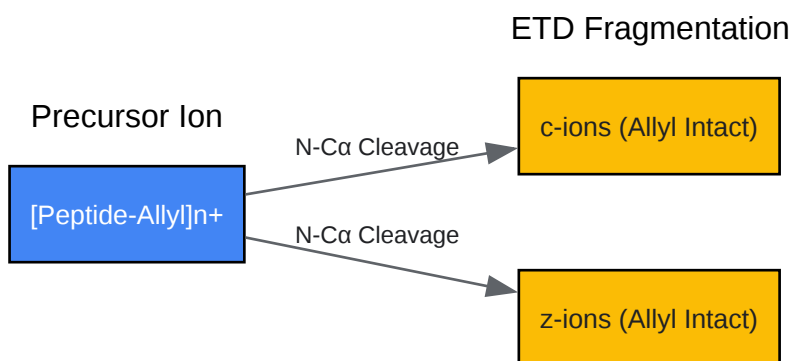 ETD Fragmentation
Precursor Ion
c-ions (Allyl Intact)
N-Cα Cleavage
[Peptide-Allyl]n+
N-Cα Cleavage
z-ions (Allyl Intact)